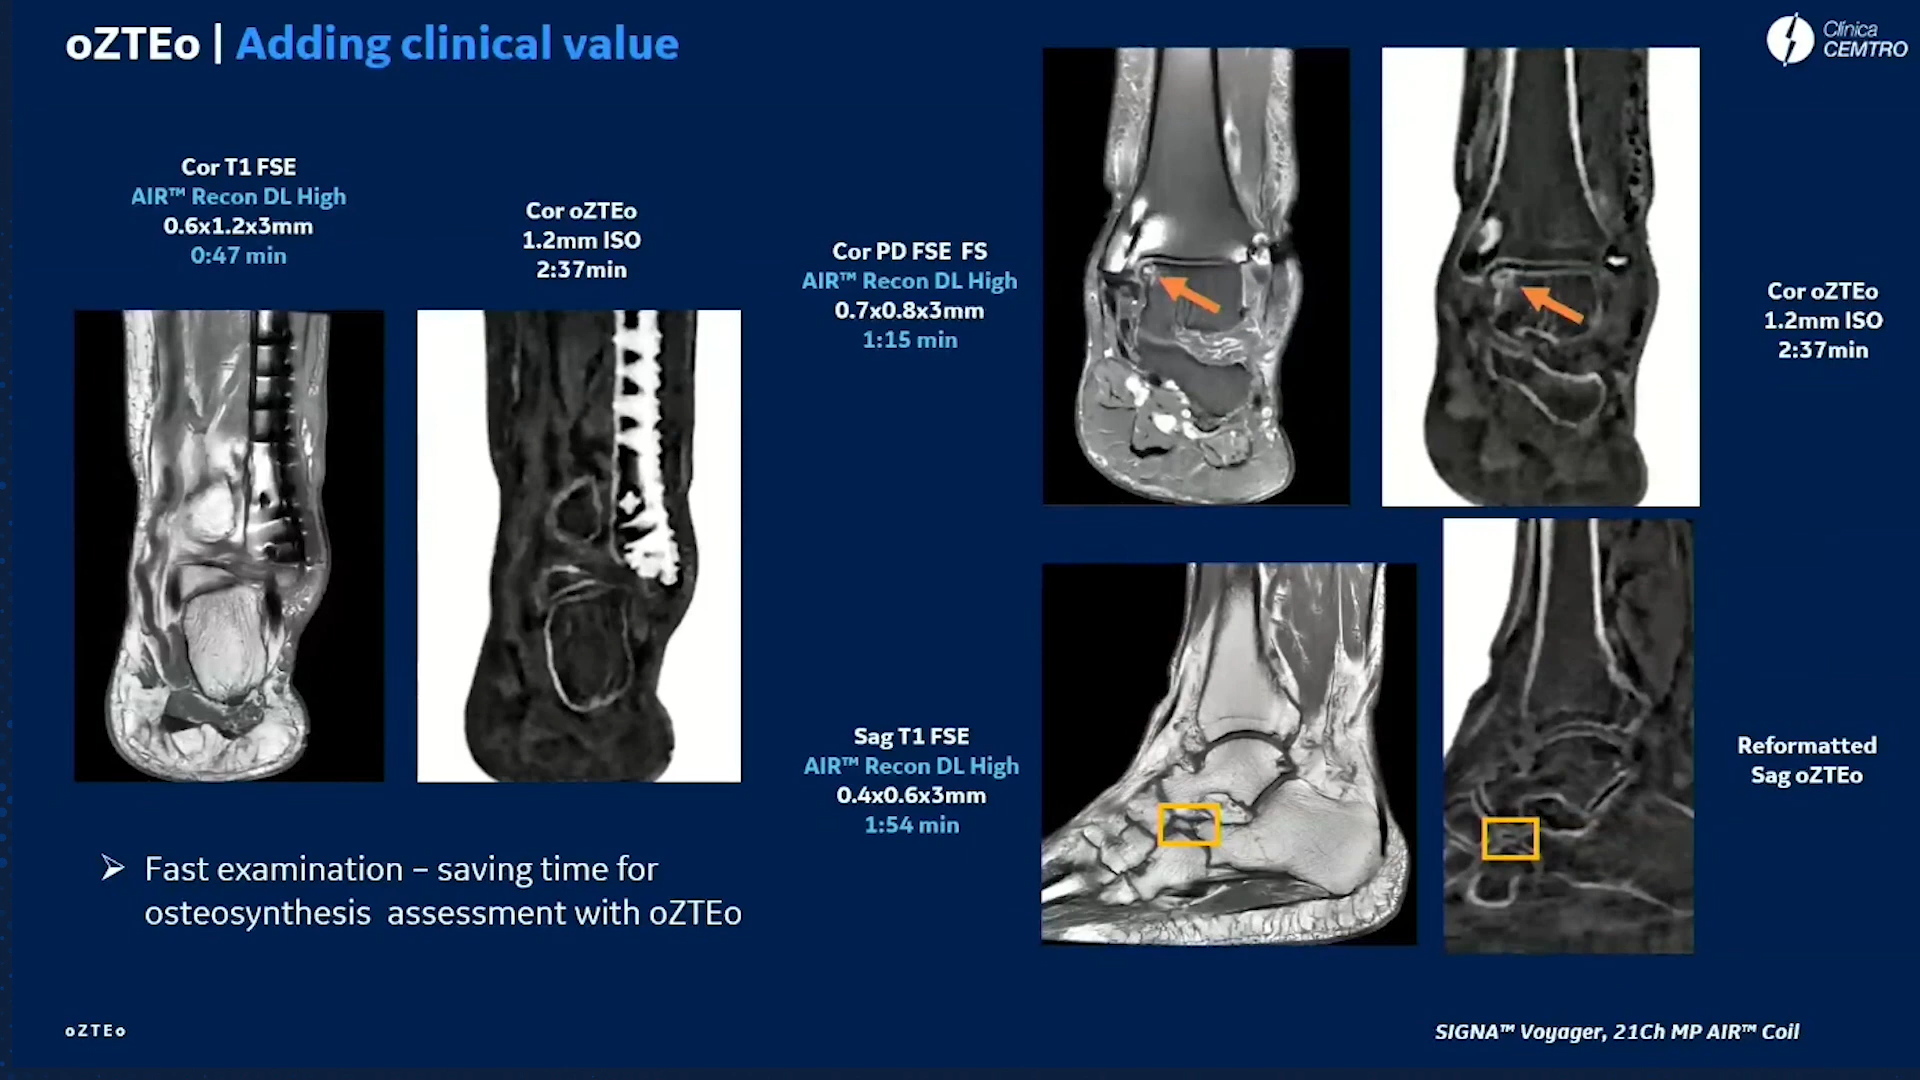 oZTEo | Adding clinical value
Clínica
CEMTRO
Cor T1 FSE
AIR™ Recon DL High
0.6x1.2x3mm
0:47 min
Cor oZTEo
1.2mm ISO
2:37min
Cor PD FSE FS
AIR™ Recon DL High
0.7x0.8x3mm
1:15 min
Cor oZTEo
1.2mm ISO
2:37min
Sag T1 FSE
AIR™ Recon DL High
0.4x0.6x3mm
1:54 min
Reformatted
Sag oZTEo
➢ Fast examination – saving time for
osteosynthesis assessment with oZTEo
oZTEo
SIGNA™ Voyager, 21Ch MP AIR™ Coil